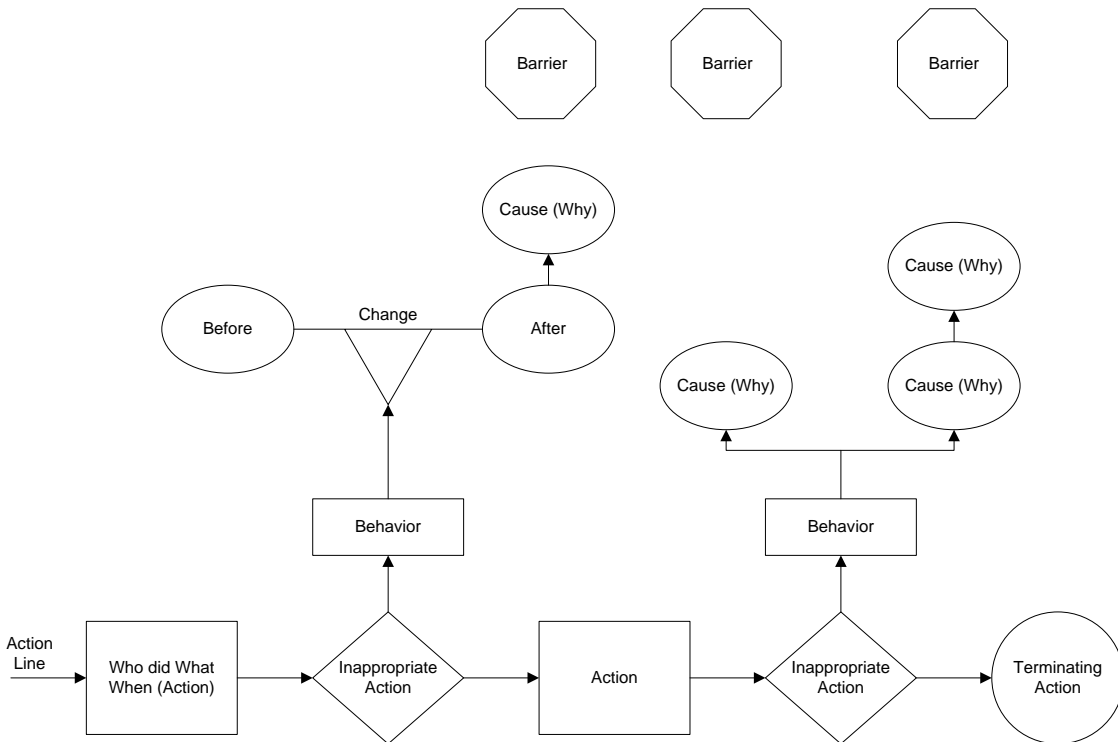 Barrier
Barrier
Barrier
Cause (Why)
Cause (Why)
Change
Before
After
Cause (Why)
Cause (Why)
Behavior
Behavior
Action
Line
Who did What
When (Action)
Inappropriate
Action
Action
Inappropriate
Action
Terminating
Action